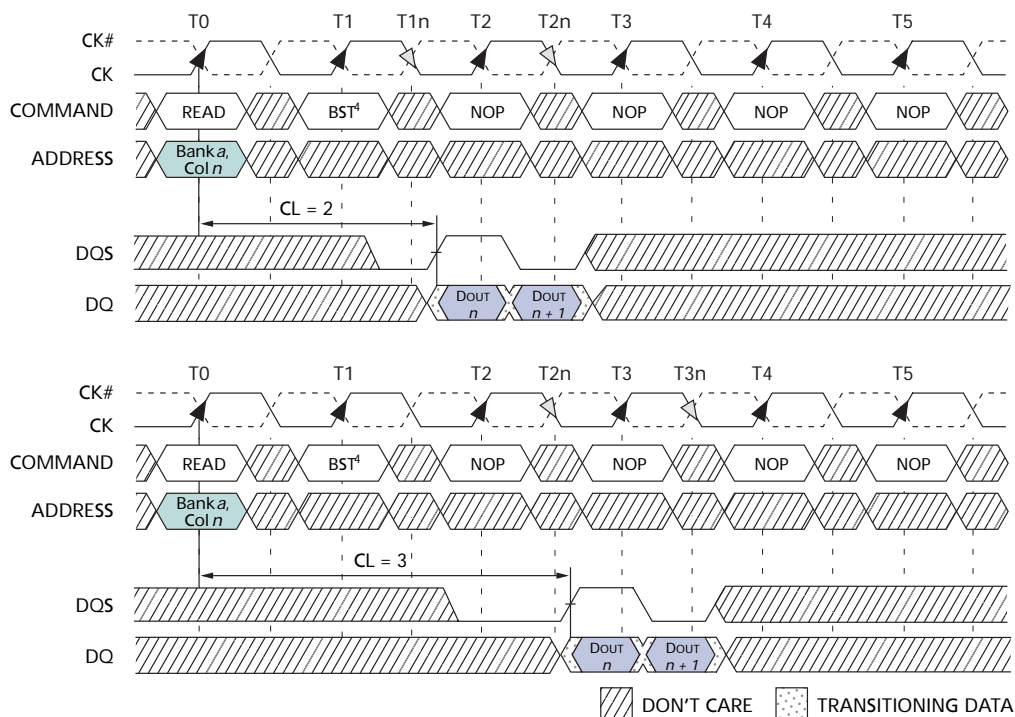 T0 T1 T1n T2 T2n T3 T4 T5
CK#
CK
COMMAND READ BST4 NOP NOP NOP NOP
ADDRESS Bank a,
Col n
CL = 2
DQS
DQ DOUT
n DOUT
n + 1
T0 T1 T2 T2n T3 T3n T4 T5
CK#
CK
COMMAND READ BST4 NOP NOP NOP NOP
ADDRESS Bank a,
Col n
CL = 3
DQS
DQ DOUT
n DOUT
n + 1
DON'T CARE TRANSITIONING DATA